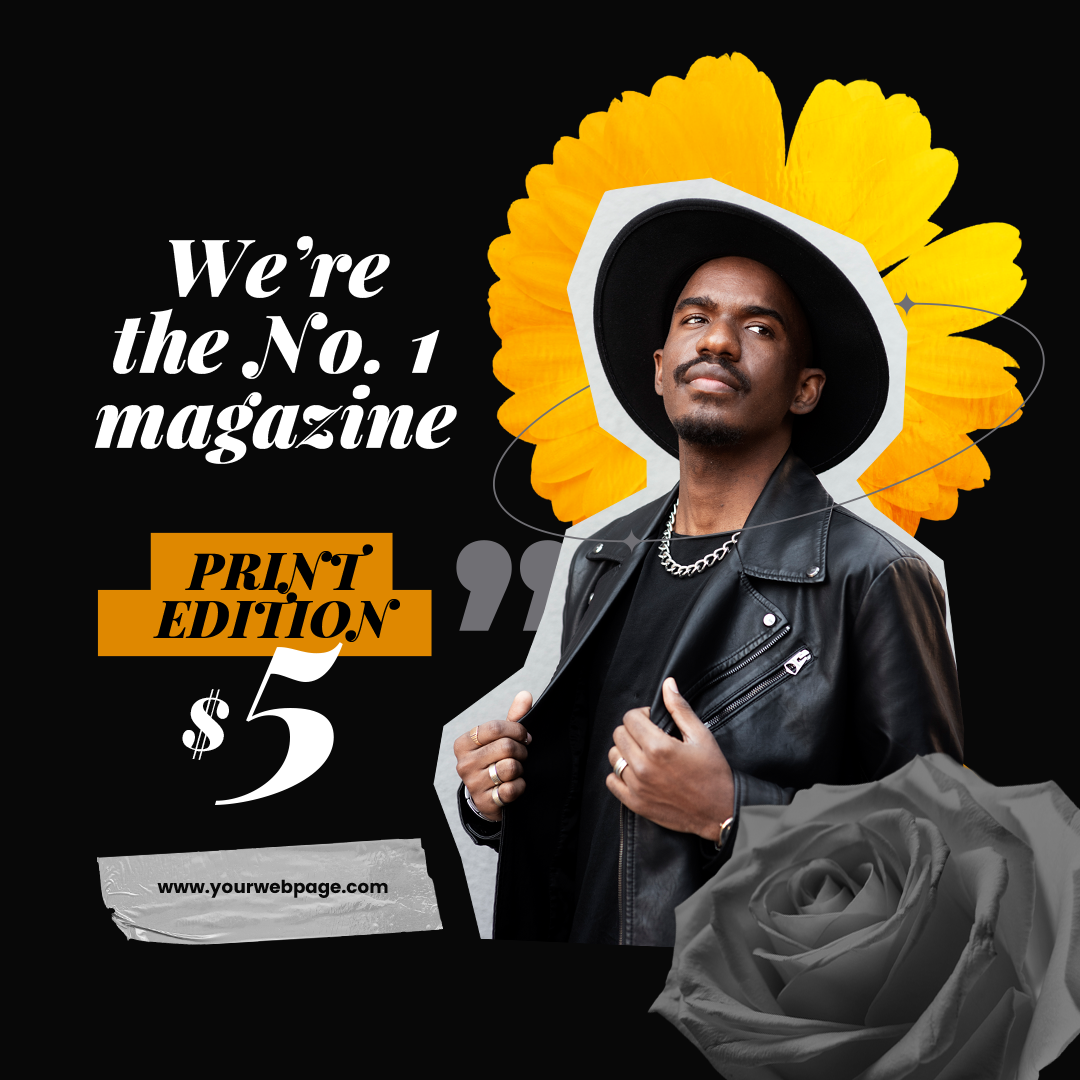 We're
the No. 1
magazine
PRINT
EDITION
$5
www.yourwebpage.com